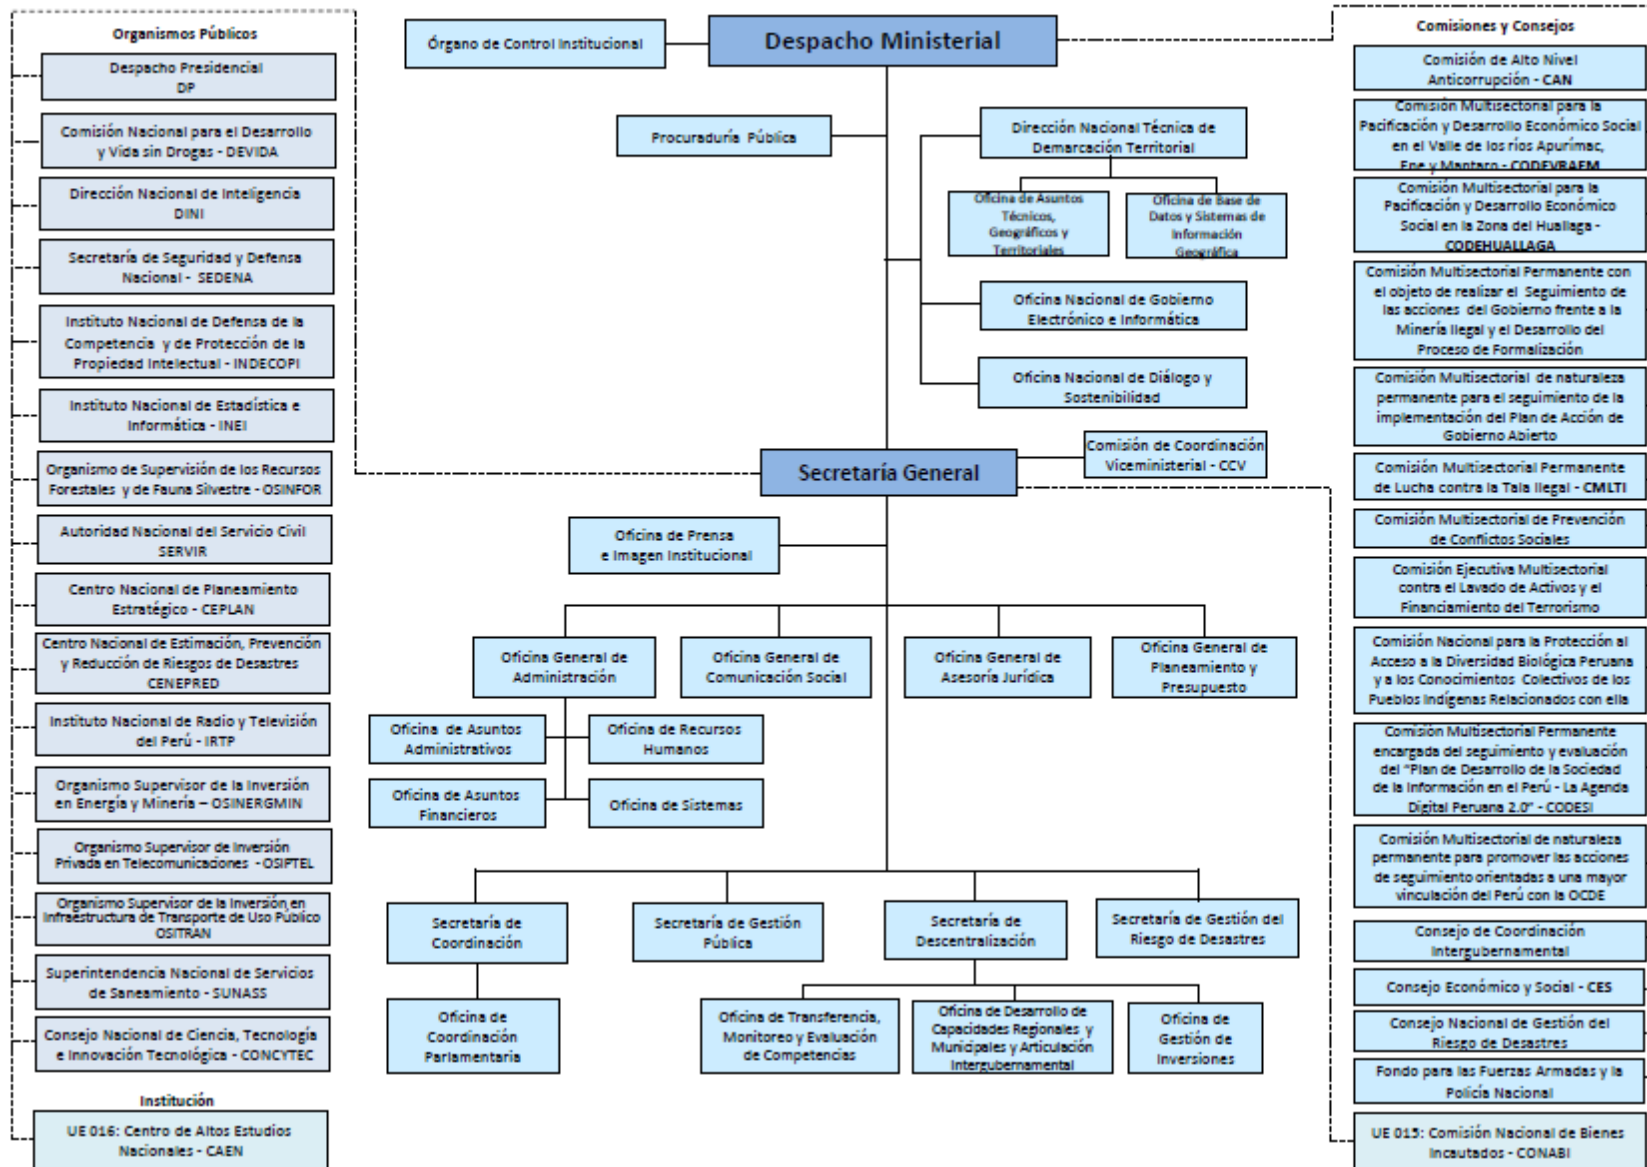 Organismos Públicos
Despacho Presidencial
DP
Comisión Nacional para el Desarrollo
y Vida sin Drogas - DEVIDA
Dirección Nacional de Inteligencia
DINI
Secretaría de Seguridad y Defensa
Nacional - SEDENA
Instituto Nacional de Defensa de la
Competencia y de Protección de la
Propiedad Intelectual - INDECOPI
Instituto Nacional de Estadística e
Informática - INEI
Organismo de Supervisión de los Recursos
Forestales y de Fauna Silvestre - OSINFOR
Autoridad Nacional del Servicio Civil
SERVIR
Centro Nacional de Planeamiento
Estratégico - CEPLAN
Centro Nacional de Estimación, Prevención
y Reducción de Riesgos de Desastres
CENEPRED
Instituto Nacional de Radio y Televisión
del Perú - IRTP
Organismo Supervisor de la Inversión
en Energía y Minería – OSINERGMIN
Organismo Supervisor de Inversión
Privada en Telecomunicaciones - OSIPTEL
Organismo Supervisor de la Inversión en
Infraestructura de Transporte de Uso Público
OSITRAN
Superintendencia Nacional de Servicios
de Saneamiento - SUNASS
Consejo Nacional de Ciencia, Tecnología
e Innovación Tecnológica - CONCYTEC
Institución
UE 016: Centro de Altos Estudios
Nacionales - CAEN
Órgano de Control Institucional
Despacho Ministerial
Procuraduría Pública
Dirección Nacional Técnica de
Demarcación Territorial
Oficina de Asuntos
Técnicos,
Geográficos y
Territoriales
Oficina de Base de
Datos y Sistemas de
Información
Geográfica
Oficina Nacional de Gobierno
Electrónico e Informática
Oficina Nacional de Diálogo y
Sostenibilidad
Comisión de Coordinación
Viceministerial - CCV
Secretaría General
Oficina de Prensa
e Imagen Institucional
Oficina General de
Administración
Oficina General de
Comunicación Social
Oficina General de
Asesoría Jurídica
Oficina General de
Planeamiento y
Presupuesto
Oficina de Asuntos
Administrativos
Oficina de Recursos
Humanos
Oficina de Asuntos
Financieros
Oficina de Sistemas
Secretaría de
Coordinación
Secretaría de Gestión
Pública
Secretaría de
Descentralización
Secretaría de Gestión del
Riesgo de Desastres
Oficina de
Coordinación
Parlamentaria
Oficina de Transferencia,
Monitoreo y Evaluación
de Competencias
Oficina de Desarrollo de
Capacidades Regionales y
Municipales y Articulación
Intergubernamental
Oficina de
Gestión de
Inversiones
Comisiones y Consejos
Comisión de Alto Nivel
Anticorrupción - CAN
Comisión Multisectorial para la
Pacificación y Desarrollo Económico Social
en el Valle de los ríos Apurímac,
Ene y Mantaro - CODEVRAEM
Comisión Multisectorial para la
Pacificación y Desarrollo Económico
Social en la Zona del Huallaga -
CODEHUALLAGA
Comisión Multisectorial Permanente con
el objeto de realizar el Seguimiento de
las acciones del Gobierno frente a la
Minería Ilegal y el Desarrollo del
Proceso de Formalización
Comisión Multisectorial de naturaleza
permanente para el seguimiento de la
implementación del Plan de Acción de
Gobierno Abierto
Comisión Multisectorial Permanente
de Lucha contra la Tala Ilegal - CMLTI
Comisión Multisectorial de Prevención
de Conflictos Sociales
Comisión Ejecutiva Multisectorial
contra el Lavado de Activos y el
Financiamiento del Terrorismo
Comisión Nacional para la Protección al
Acceso a la Diversidad Biológica Peruana
y a los Conocimientos Colectivos de los
Pueblos Indígenas Relacionados con ella
Comisión Multisectorial Permanente
encargada del seguimiento y evaluación
del "Plan de Desarrollo de la Sociedad
de la Información en el Perú - La Agenda
Digital Peruana 2.0" - CODESI
Comisión Multisectorial de naturaleza
permanente para promover las acciones
de seguimiento orientadas a una mayor
vinculación del Perú con la OCDE
Consejo de Coordinación
Intergubernamental
Consejo Económico y Social - CES
Consejo Nacional de Gestión del
Riesgo de Desastres
Fondo para las Fuerzas Armadas y la
Policía Nacional
UE 015: Comisión Nacional de Bienes
Incautados - CONABI